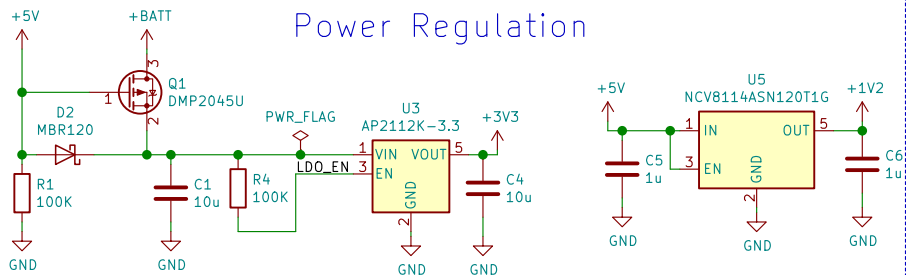 Power Regulation
+5V
+BATT
3
Q1
DMP2045U
1
2
D2
MBR120
PWR_FLAG
U3
AP2112K-3.3
+3V3
LDO_EN
1
VIN
VOUT
5
3
EN
GND
2
R1
100K
C1
10u
R4
100K
C4
10u
GND
GND
GND
GND
+5V
U5
NCV8114ASN120T1G
+1V2
1
IN
OUT
5
3
EN
GND
2
C5
1u
C6
1u
GND
GND
GND